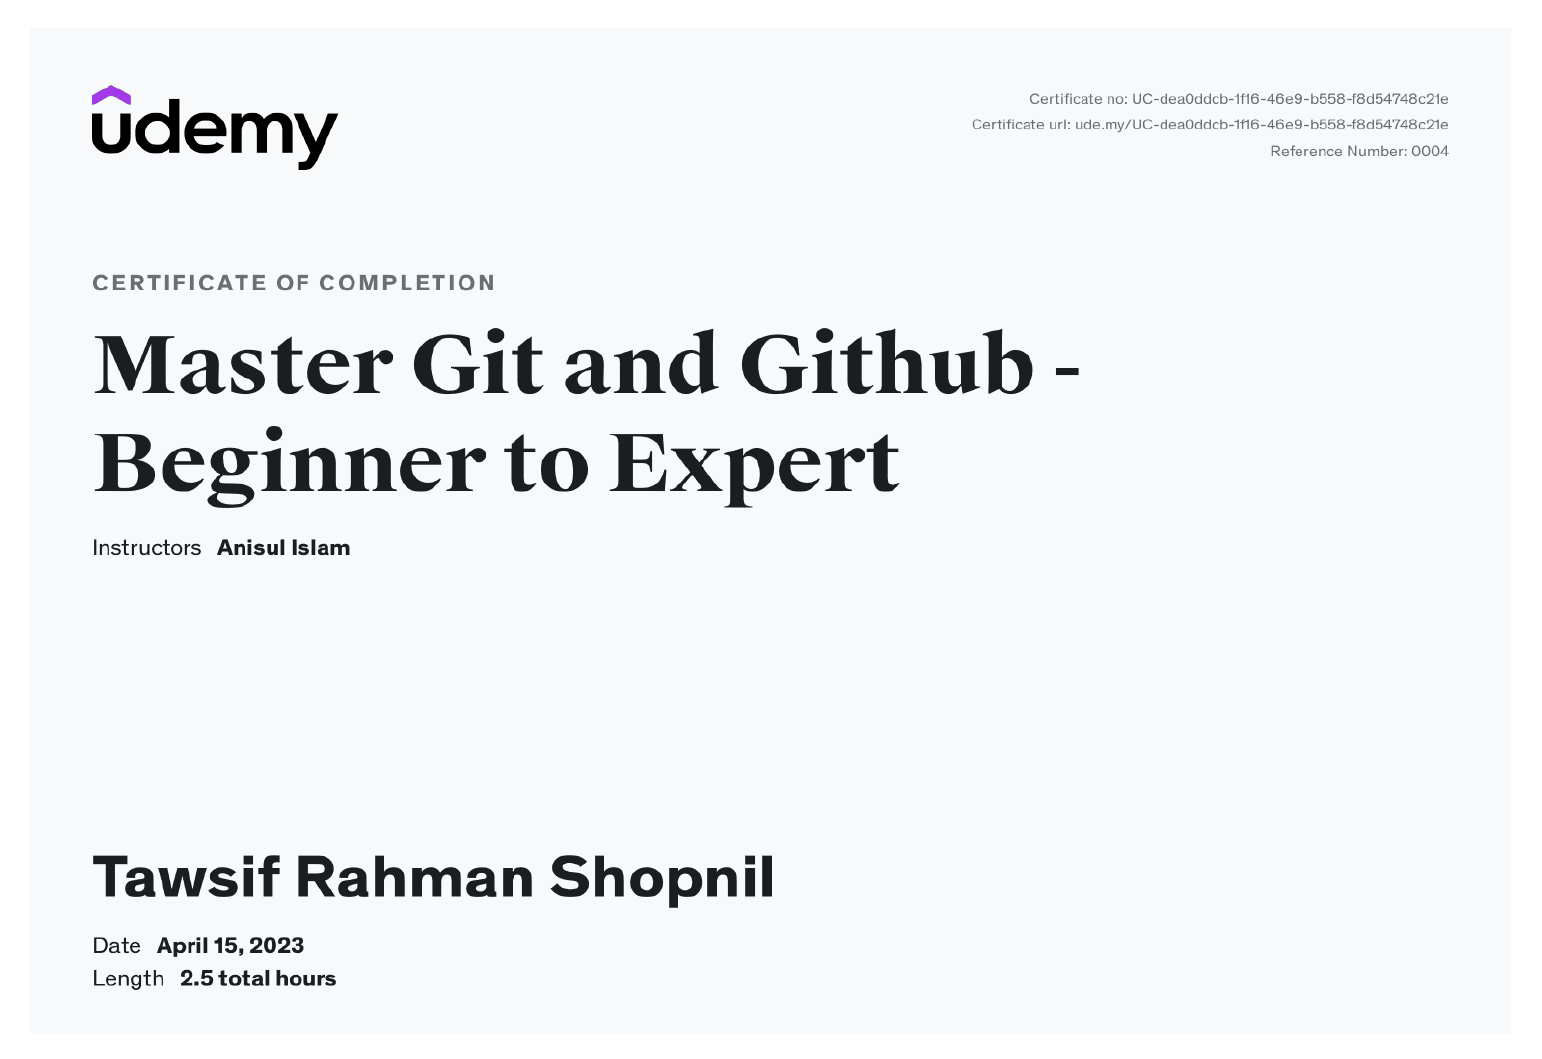 udemy
Certificate no: UC-dea0ddcb-1f16-46e9-b558-f8d54748c21e
Certificate url: ude.my/UC-dea0ddcb-1f16-46e9-b558-f8d54748c21e
Reference Number: 0004
CERTIFICATE OF COMPLETION
Master Git and Github -
Beginner to Expert
Instructors Anisul Islam
Tawsif Rahman Shopnil
Date April 15, 2023
Length 2.5 total hours